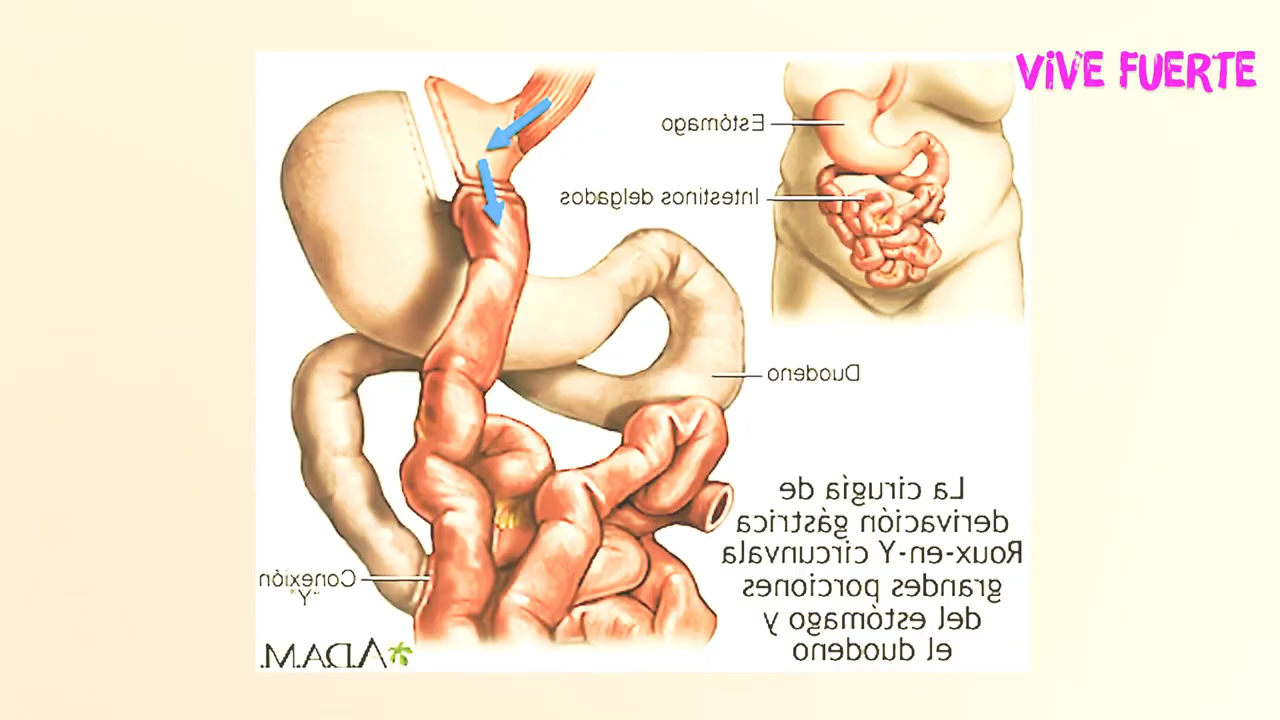 ViVE FUERTE
Estómago
Intestinos delgados
Duodeno
La cirugía de
derivación gástrica
Roux-en-Y circunvala
grandes porciones
del estómago y
el duodeno
Conexión
"Y"
A.D.A.M.